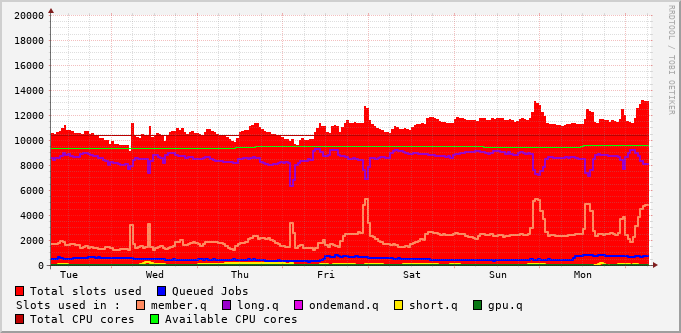 20000
18000
16000
14000
12000
10000
8000
6000
4000
2000
0
Tue Wed Thu Fri Sat Sun Mon
Total slots used Queued Jobs
Slots used in : member.q long.q ondemand.q short.q gpu.q
Total CPU cores Available CPU cores
RRDTOOL / TOBI OETIKER